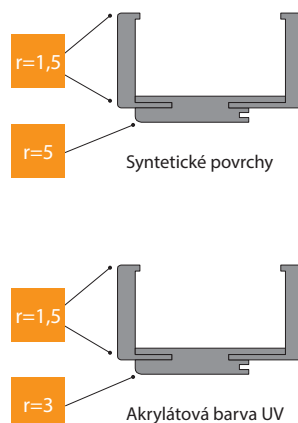 r=1,5
r=5
Syntetické povrchy
r=1,5
r=3
Akrylátová barva UV